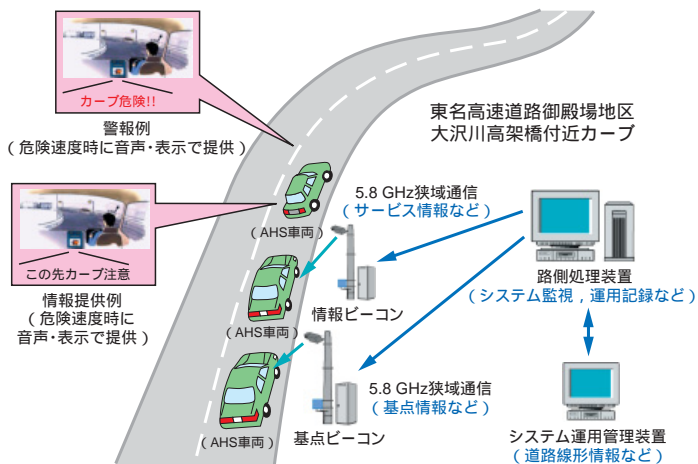 カーブ危険!!
警報例
（危険速度時に音声・表示で提供）
この先カーブ注意
情報提供例
（危険速度時に
音声・表示で提供）
東名高速道路御殿場地区
大沢川高架橋付近カーブ
5.8 GHz狭域通信
（サービス情報など）
（AHS車両）
情報ビーコン
（AHS車両）
路側処理装置
（システム監視，運用記録など）
5.8 GHz狭域通信
（基点情報など）
（AHS車両）
基点ビーコン
システム運用管理装置
（道路線形情報など）